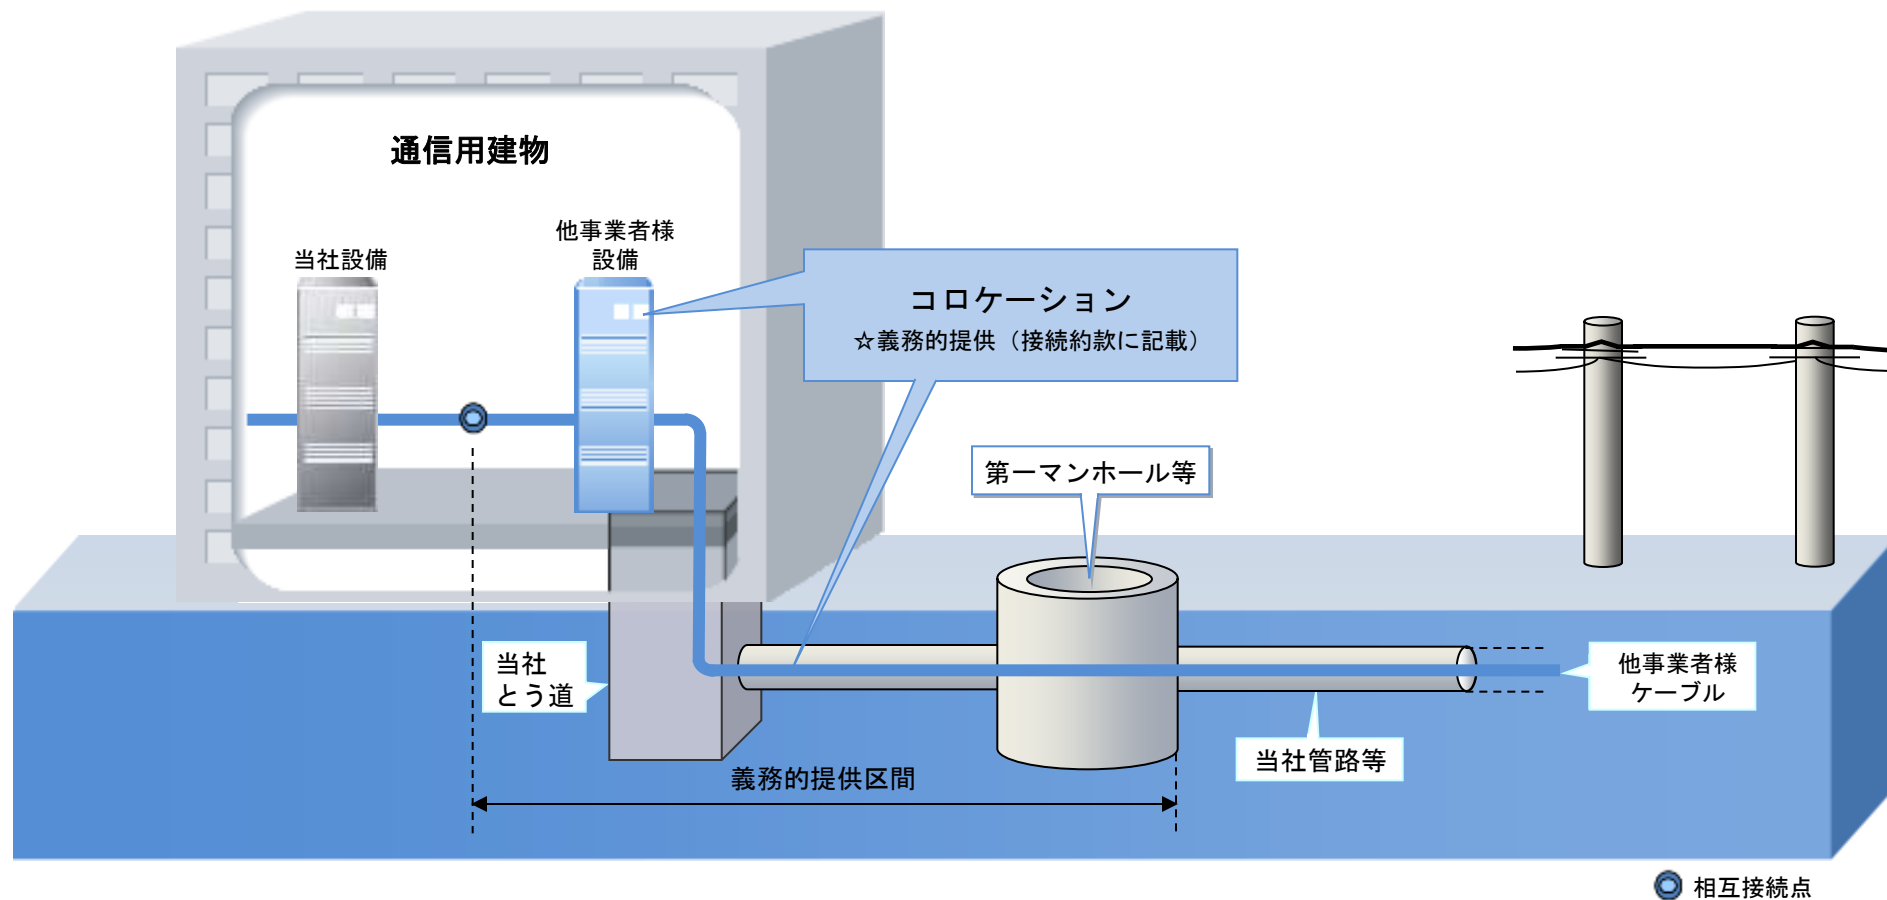 通信用建物
当社設備
他事業者様
設備
コロケーション
☆義務的提供（接続約款に記載）
第一マンホール等
当社
とう道
他事業者様
ケーブル
当社管路等
義務的提供区間
相互接続点